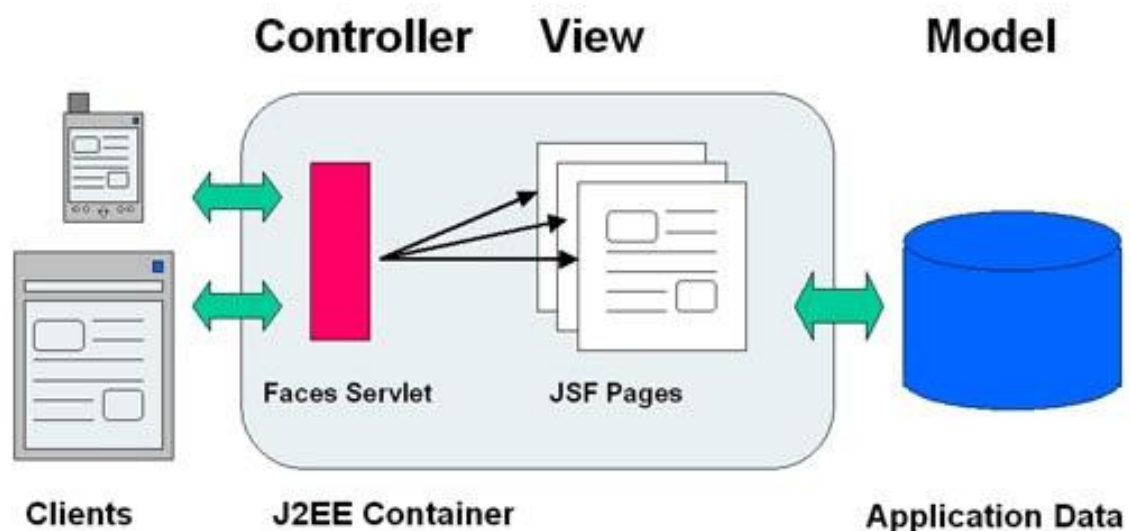 Controller View Model
Faces Servlet JSF Pages
Clients J2EE Container Application Data